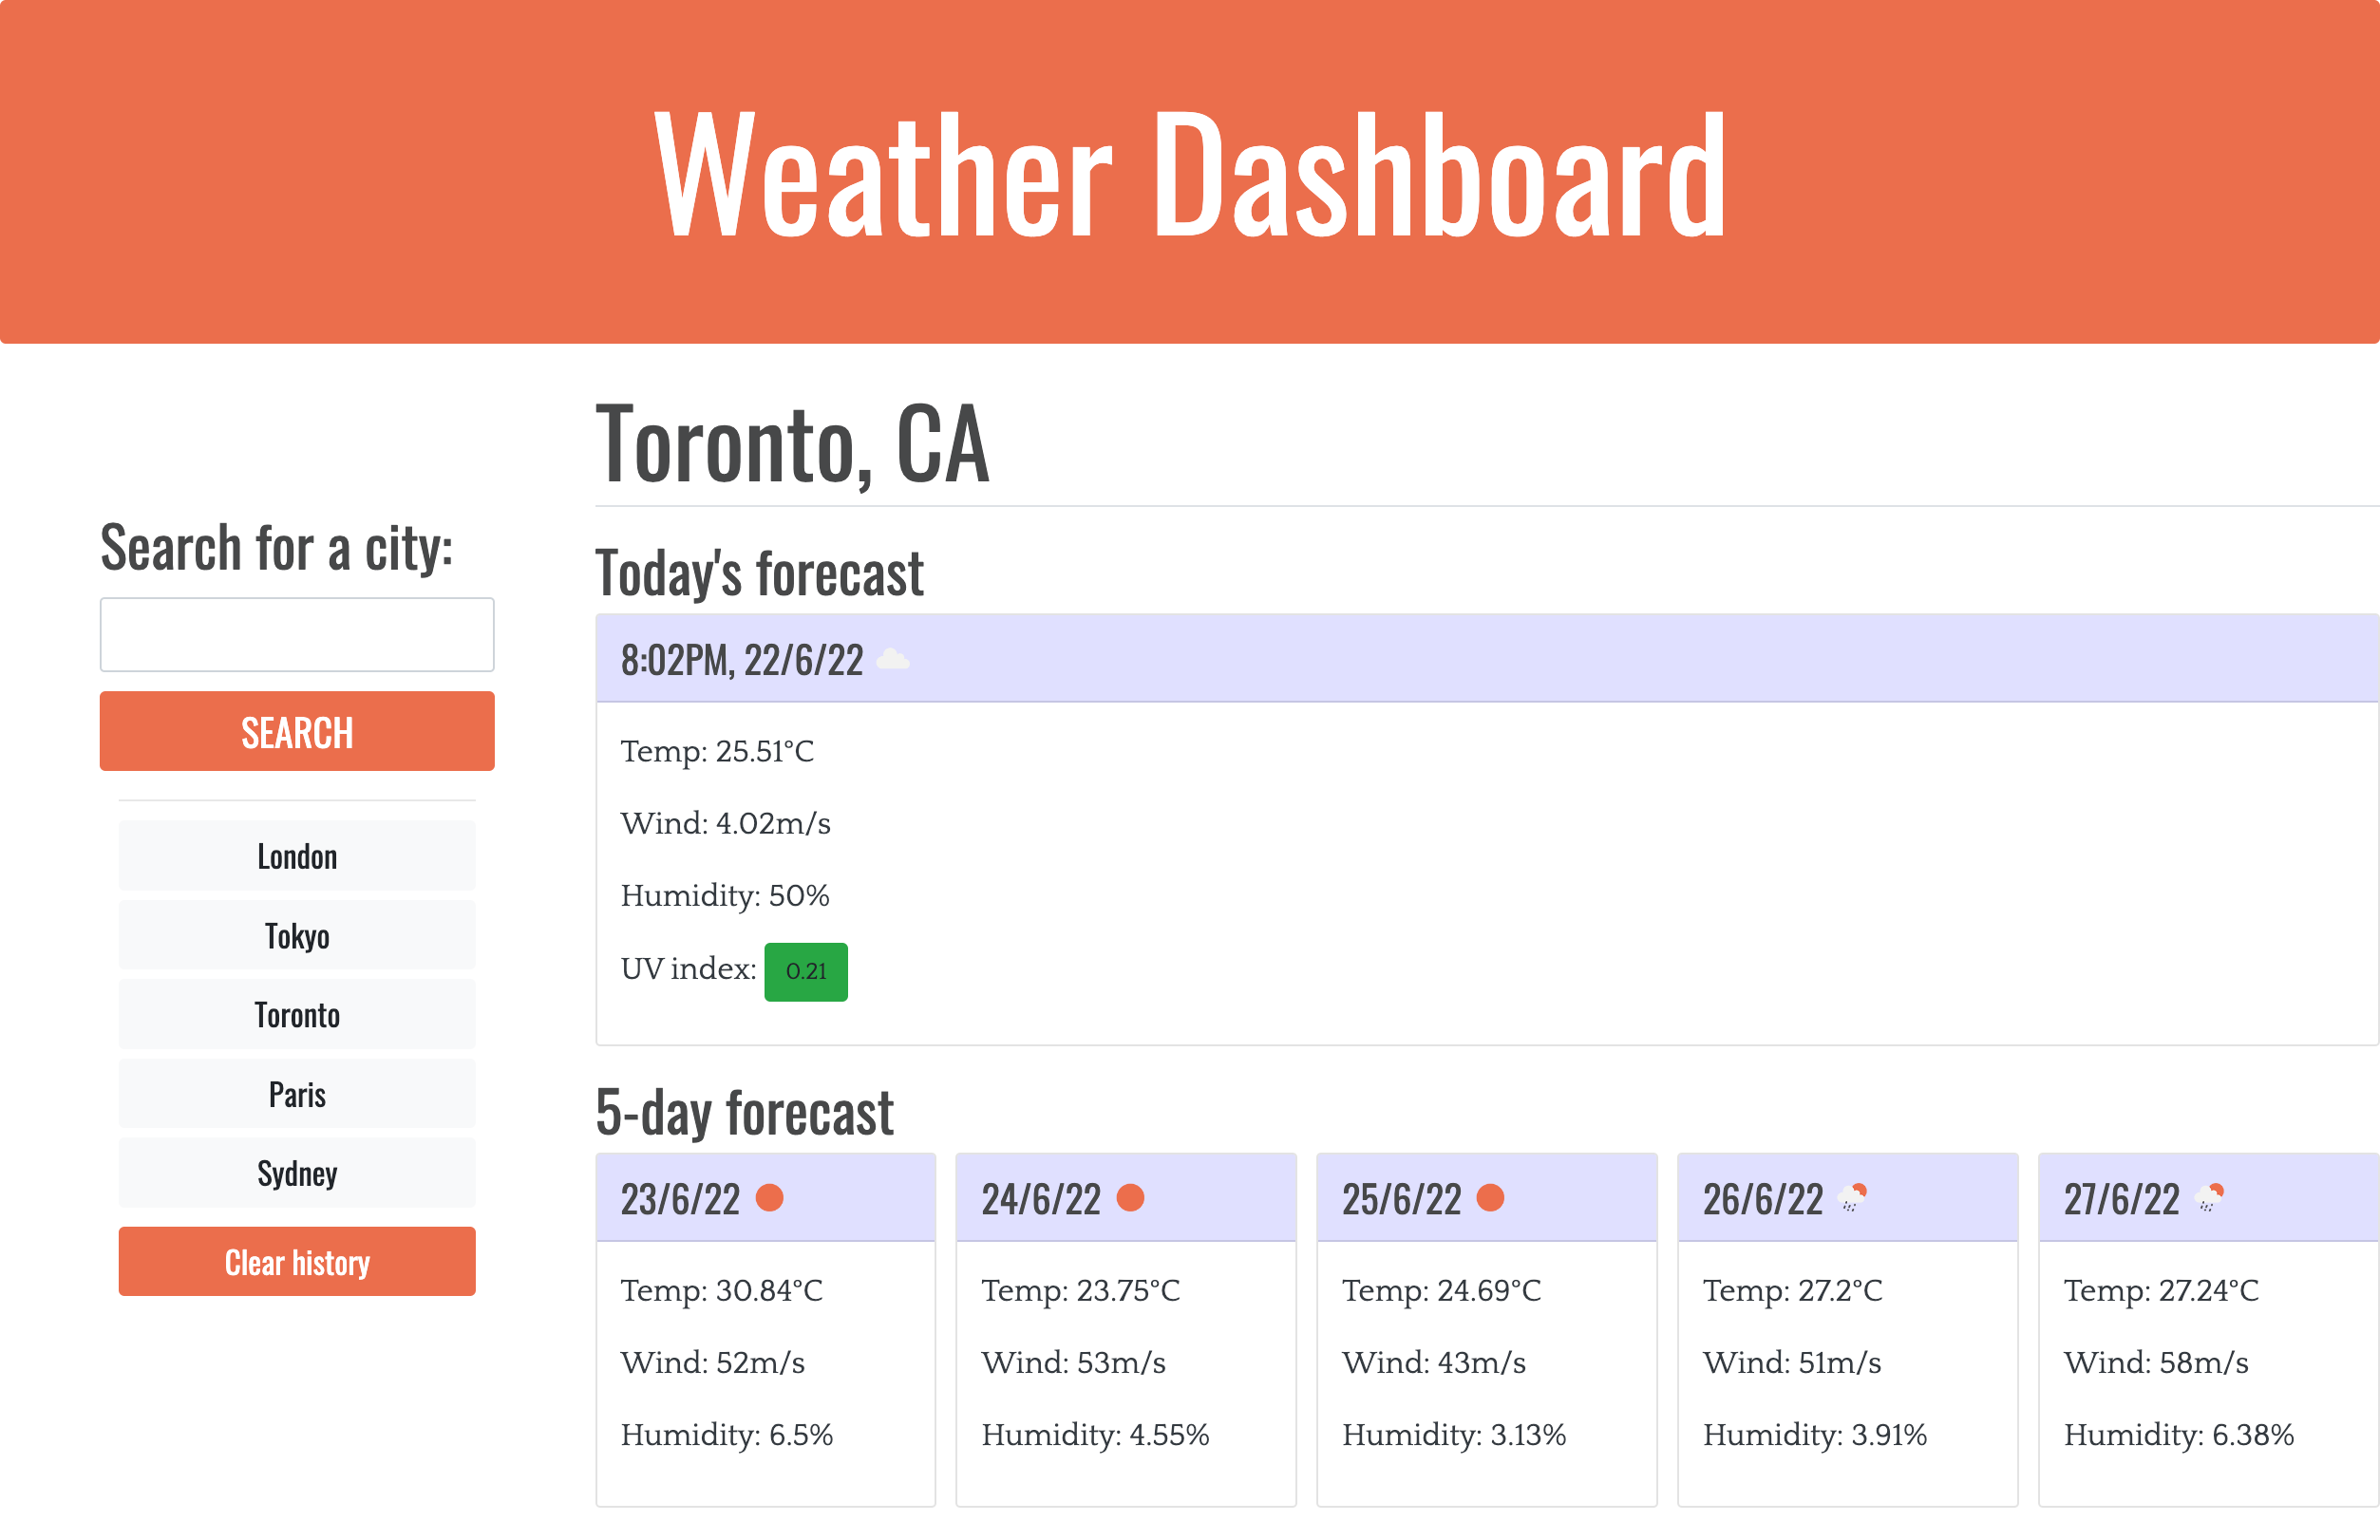 Weather Dashboard
Search for a city:
SEARCH
London
Tokyo
Toronto
Paris
Sydney
Clear history
Toronto, CA
Today's forecast
8:02PM, 22/6/22
Temp: 25.51°C
Wind: 4.02m/s
Humidity: 50%
UV index: 0.21
5-day forecast
23/6/22
Temp: 30.84°C
Wind: 52m/s
Humidity: 6.5%
24/6/22
Temp: 23.75°C
Wind: 53m/s
Humidity: 4.55%
25/6/22
Temp: 24.69°C
Wind: 43m/s
Humidity: 3.13%
26/6/22
Temp: 27.2°C
Wind: 51m/s
Humidity: 3.91%
27/6/22
Temp: 27.24°C
Wind: 58m/s
Humidity: 6.38%